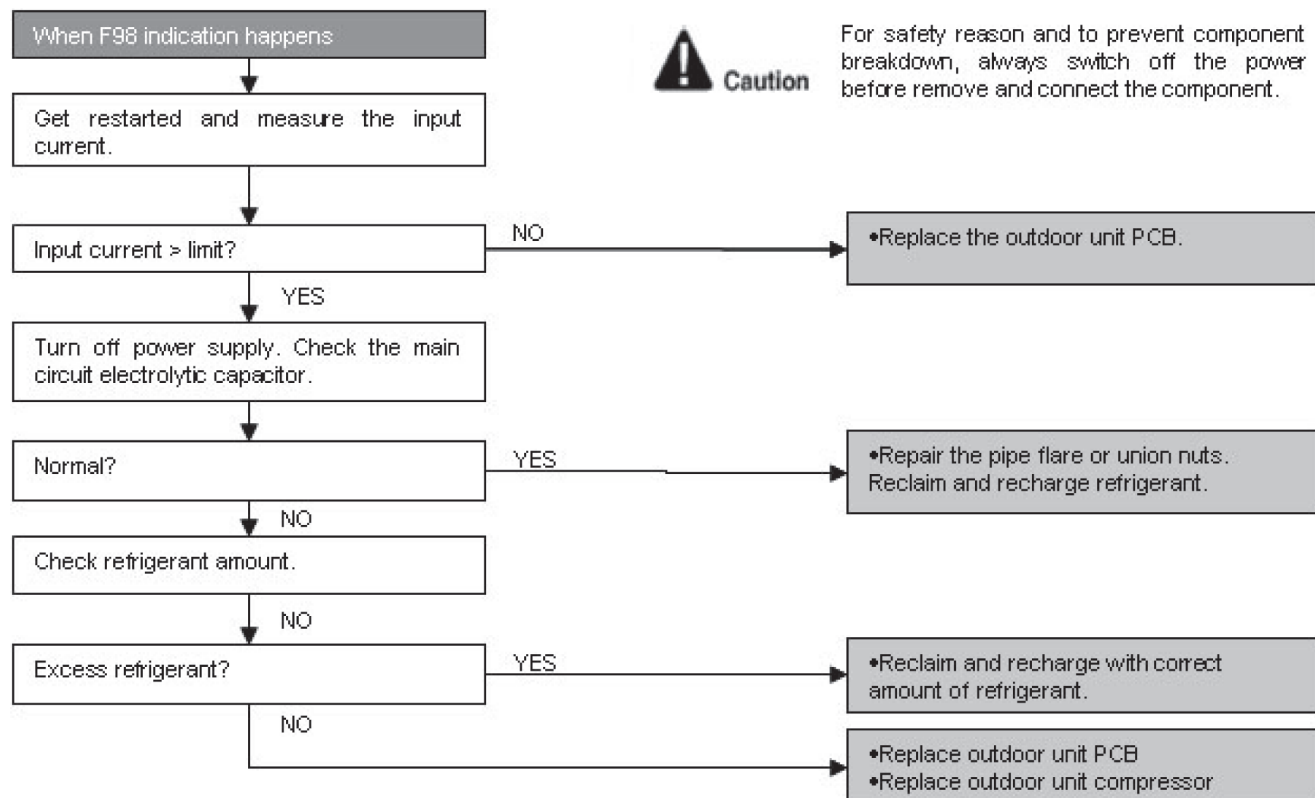 When F98 indication happens
Caution
For safety reason and to prevent component
breakdown, always switch off the power
before remove and connect the component.
Get restarted and measure the input
current.
Input current > limit?
NO
•Replace the outdoor unit PCB.
YES
Turn off power supply. Check the main
circuit electrolytic capacitor.
Normal?
YES
•Repair the pipe flare or union nuts.
Reclaim and recharge refrigerant.
NO
Check refrigerant amount.
NO
Excess refrigerant?
YES
•Reclaim and recharge with correct
amount of refrigerant.
NO
•Replace outdoor unit PCB
•Replace outdoor unit compressor